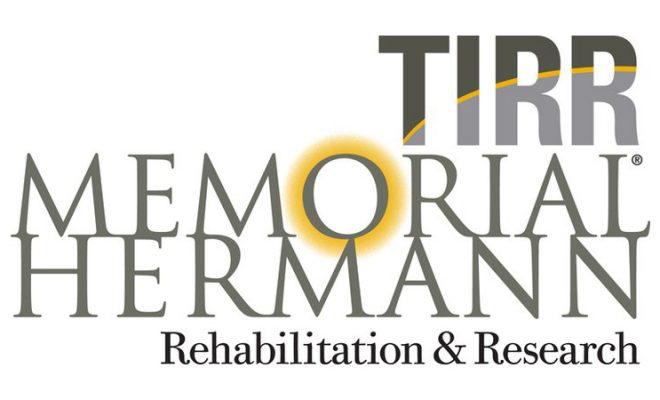 TIRR
MEMORIAL®
HERMANN
Rehabilitation & Research